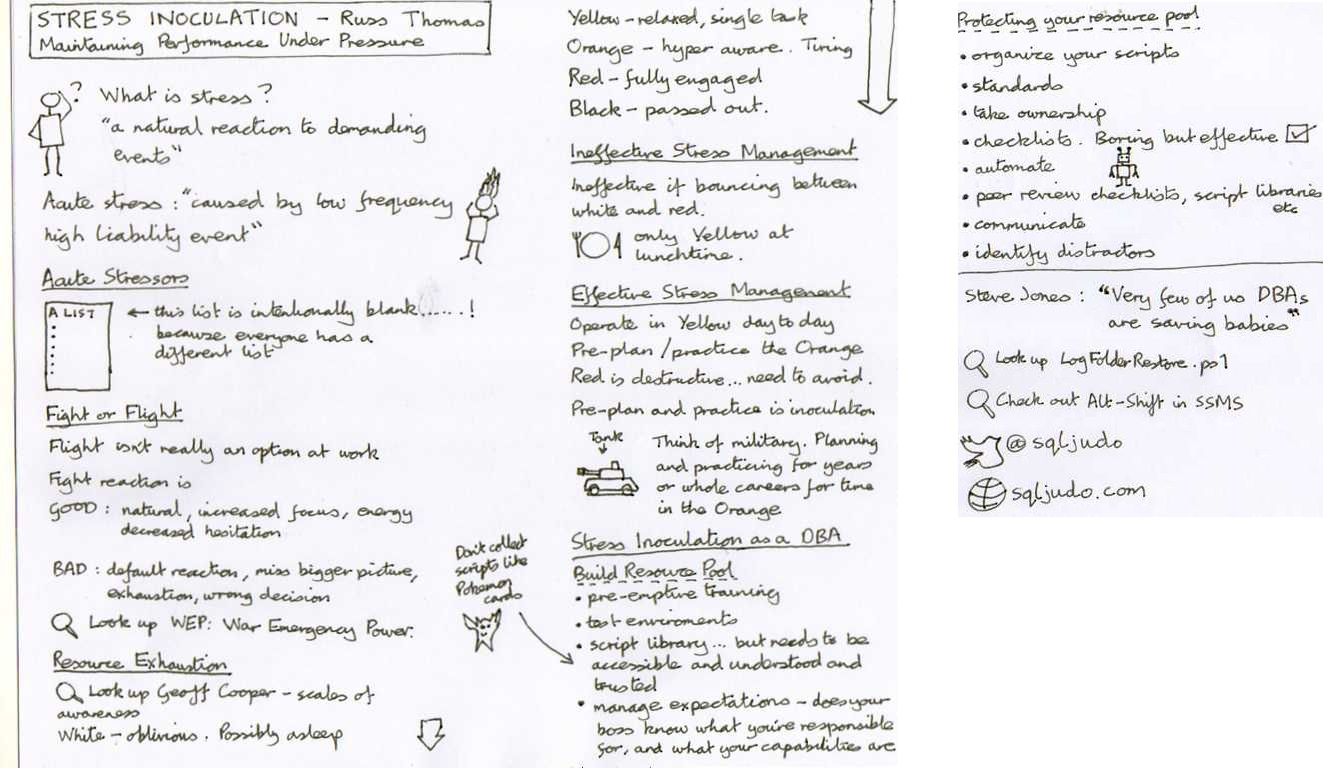 STRESS INOCULATION - Russ Thomas
Maintaining Performance Under Pressure
?
What is stress?
"a natural reaction to demanding
events"
Acute stress: "caused by low frequency
high liability event"
Acute Stressors
A LIST
← this list is intentionally blank......!
because everyone has a
different list
Fight or Flight
Flight isn't really an option at work
Fight reaction is
GOOD: natural, increased focus, energy
decreased hesitation
BAD: default reaction, miss bigger picture,
exhaustion, wrong decision
Look up WEP: War Emergency Power.
Resource Exhaustion
Look up Geoff Cooper - scales of
awareness
White - oblivious. Possibly asleep
Yellow - relaxed, single task
Orange - hyper aware. Tiring
Red - fully engaged
Black - passed out.
Ineffective Stress Management
Ineffective if bouncing between
white and red.
only Yellow at
lunchtime.
Effective Stress Management
Operate in Yellow day to day
Pre-plan/practice the Orange
Red is destructive... need to avoid.
Pre-plan and practice is inoculation
Tank
Think of military. Planning
and practicing for years
or whole careers for time
in the Orange
Stress Inoculation as a DBA
Build Resource Pool
• pre-emptive training
• test enviroments
• script library... but needs to be
accessible and understood and
trusted
Don't collect
scripts like
Pokemon
cards
• manage expectations - does your
boss know what you're responsible
for, and what your capabilities are
Protecting your resource pool
• organize your scripts
• standards
• take ownership
• checklists. Boring but effective
• automate
• peer review checklists, script libraries
etc
• communicate
• identify distractors
Steve Jones: "Very few of us DBAs
are saving babies"
Look up LogFolderRestore.ps1
Check out Alt-Shift in SSMS
@sqljudo
sqljudo.com